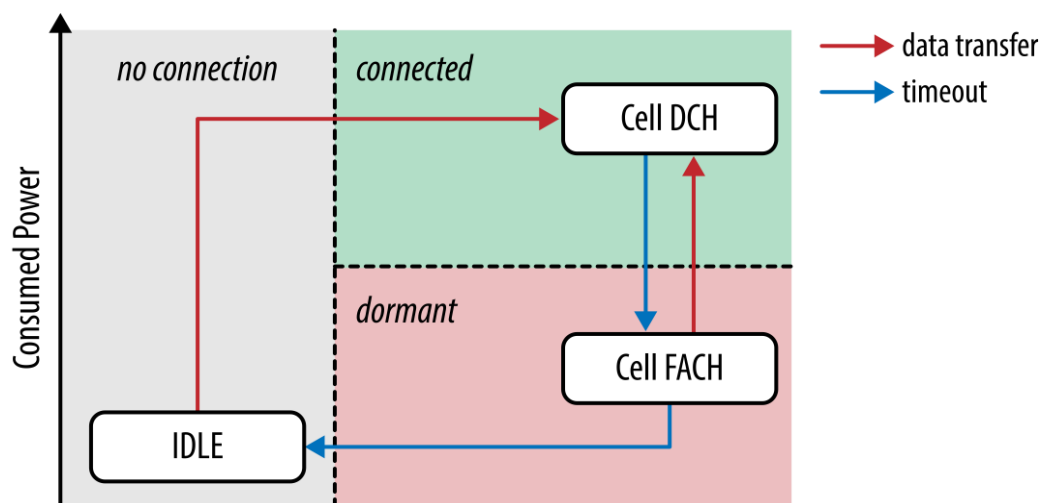 no connection
connected
data transfer
timeout
Cell DCH
Consumed Power
dormant
Cell FACH
IDLE